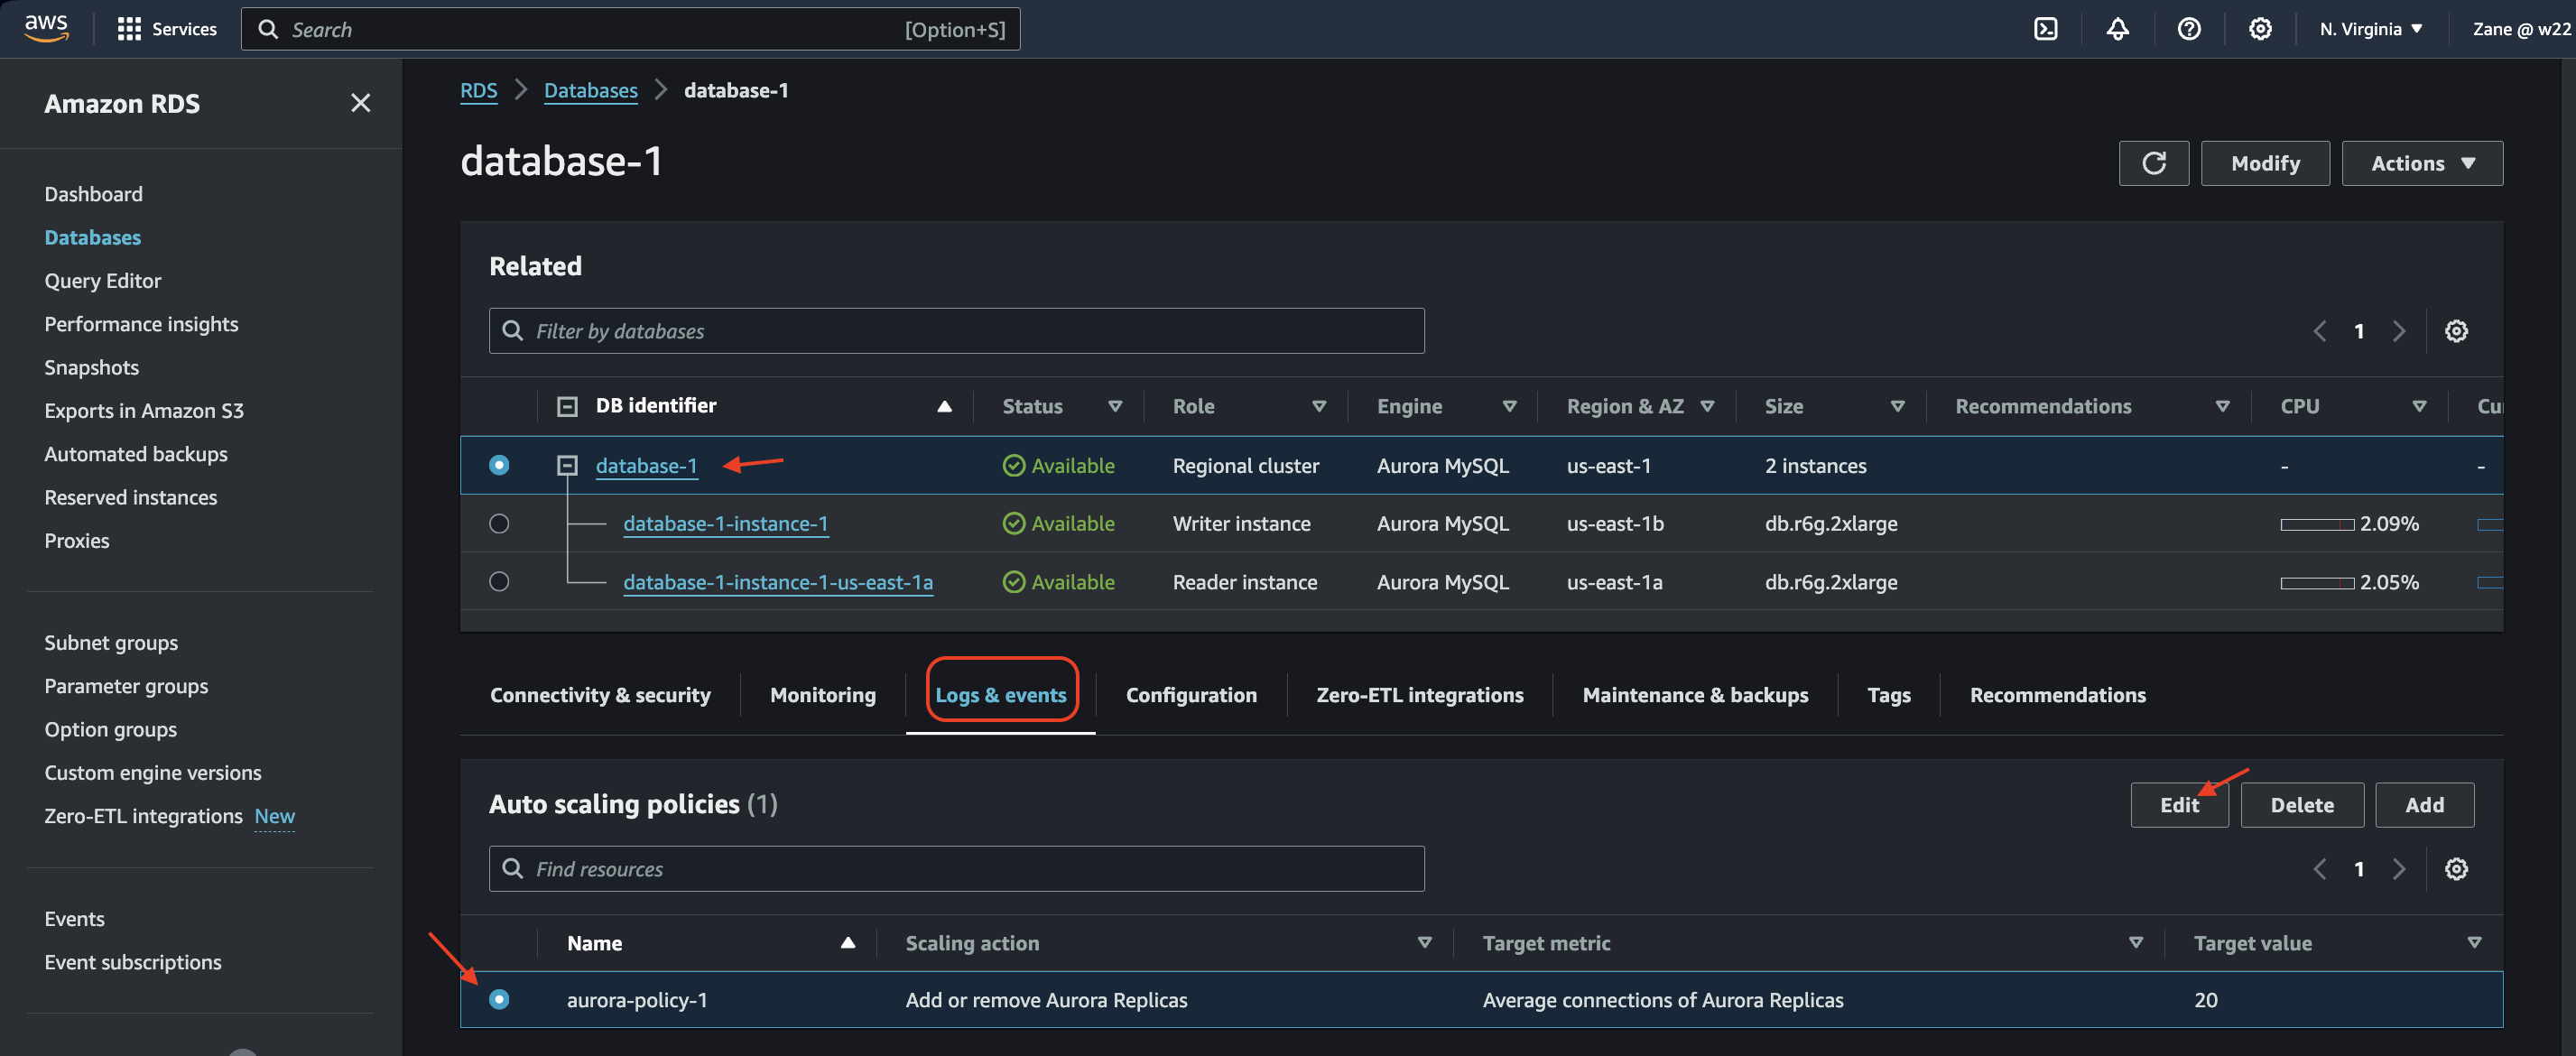 aws Services Search [Option+S] N. Virginia Zane @ w22
Amazon RDS
Dashboard
Databases
Query Editor
Performance insights
Snapshots
Exports in Amazon S3
Automated backups
Reserved instances
Proxies
Subnet groups
Parameter groups
Option groups
Custom engine versions
Zero-ETL integrations New
Events
Event subscriptions
RDS Databases database-1
database-1
Modify Actions
Related
Filter by databases
1
DB identifier Status Role Engine Region & AZ Size Recommendations CPU Cu
database-1 Available Regional cluster Aurora MySQL us-east-1 2 instances - -
database-1-instance-1 Available Writer instance Aurora MySQL us-east-1b db.r6g.2xlarge 2.09%
database-1-instance-1-us-east-1a Available Reader instance Aurora MySQL us-east-1a db.r6g.2xlarge 2.05%
Connectivity & security Monitoring Logs & events Configuration Zero-ETL integrations Maintenance & backups Tags Recommendations
Auto scaling policies (1)
Edit Delete Add
Find resources
1
Name Scaling action Target metric Target value
aurora-policy-1 Add or remove Aurora Replicas Average connections of Aurora Replicas 20